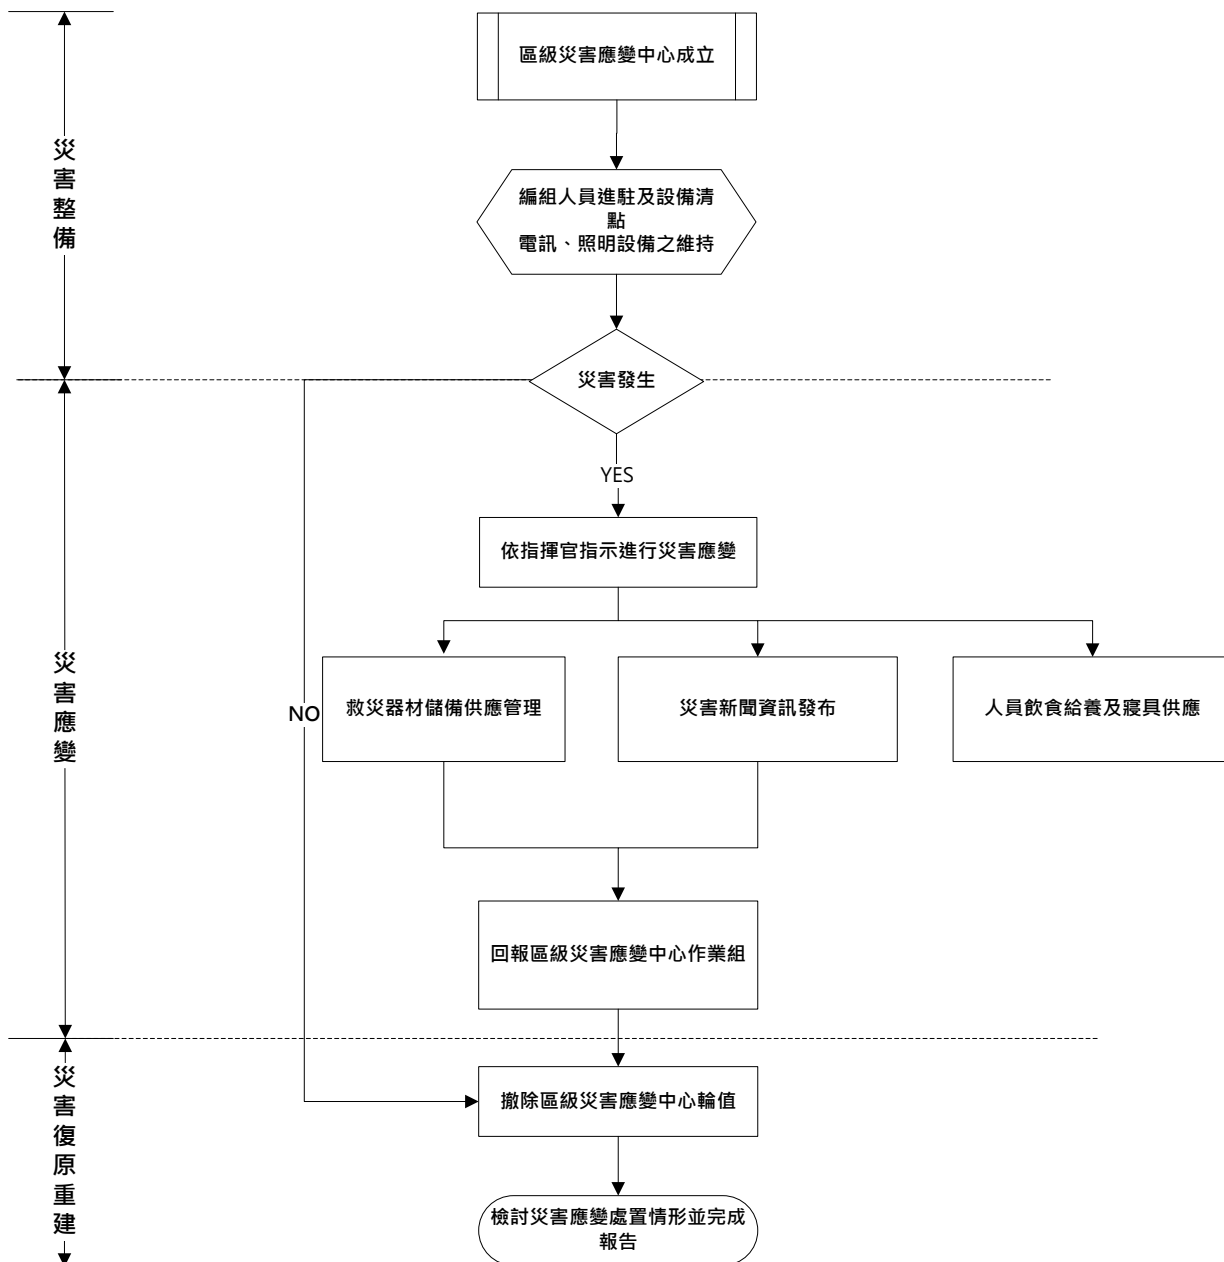 區級災害應變中心成立
災害整備
編組人員進駐及設備清
點
電訊、照明設備之維持
災害發生
YES
依指揮官指示進行災害應變
災害應變
NO
救災器材儲備供應管理
災害新聞資訊發布
人員飲食給養及寢具供應
回報區級災害應變中心作業組
災害復原重建
撤除區級災害應變中心輪值
檢討災害應變處置情形並完成
報告